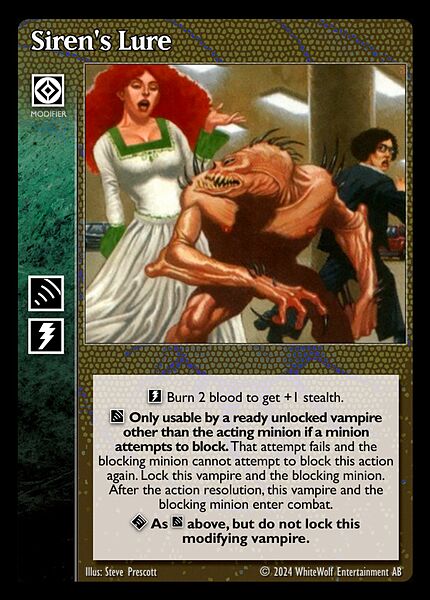 Siren's Lure
MODIFIER
Burn 2 blood to get +1 stealth.
Only usable by a ready unlocked vampire
other than the acting minion if a minion
attempts to block. That attempt fails and the
blocking minion cannot attempt to block this action
again. Lock this vampire and the blocking minion.
After the action resolution, this vampire and the
blocking minion enter combat.
As above, but do not lock this
modifying vampire.
Illus: Steve Prescott © 2024 WhiteWolf Entertainment AB